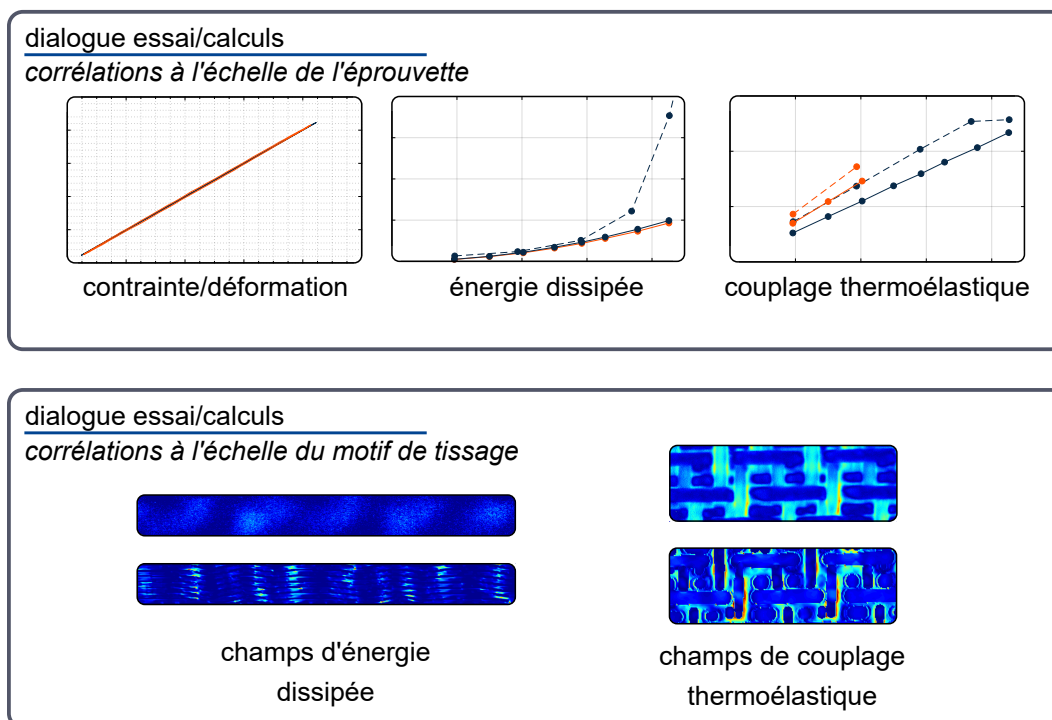 dialogue essai/calculs
corrélations à l'échelle de l'éprouvette
contrainte/déformation
énergie dissipée
couplage thermoélastique
dialogue essai/calculs
corrélations à l'échelle du motif de tissage
champs d'énergie
dissipée
champs de couplage
thermoélastique